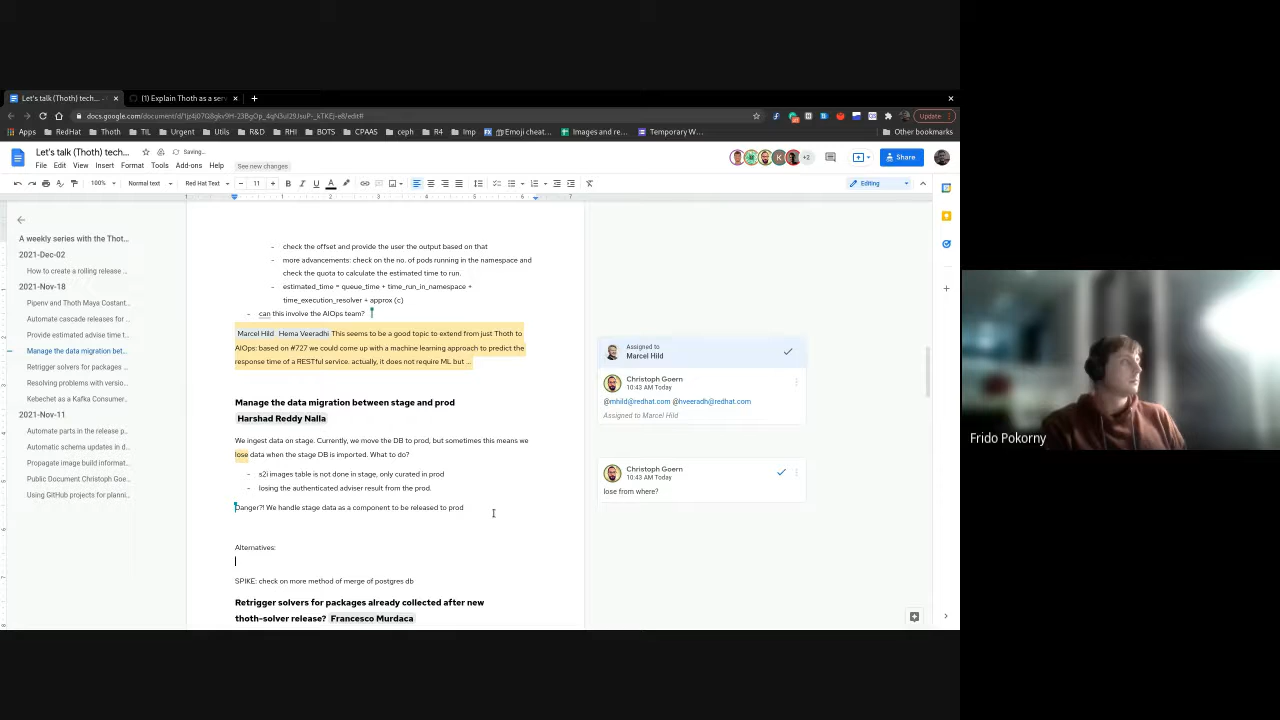 Let's talk (Thoth) tech...
(1) Explain Thoth as a serv
Apps
RedHat
Thoth
TIL
Urgent
Utils
R&D
RHI
BOTS
CPAAS
ceph
R4
Imp
Emoji cheat...
Images and re...
Temporary W...
Other bookmarks
Update
Let's talk (Thoth) tech...
Saving...
File Edit View Insert Format Tools Add-ons Help
See new changes
+2
Share
100%
Normal text
Red Hat Text
11
Editing
A weekly series with the Thot...
2021-Dec-02
How to create a rolling release ...
2021-Nov-18
Pipenv and Thoth Maya Costant...
Automate cascade releases for ...
Provide estimated advise time t...
Manage the data migration bet...
Retrigger solvers for packages ...
Resolving problems with versio...
Kebechet as a Kafka Consumer...
2021-Nov-11
Automate parts in the release p...
Automatic schema updates in d...
Propagate image build informat...
Public Document Christoph Goe...
Using GitHub projects for planni...
- check the offset and provide the user the output based on that
- more advancements: check on the no. of pods running in the namespace and
check the quota to calculate the estimated time to run.
- estimated_time = queue_time + time_run_in_namespace +
time_execution_resolver + approx (c)
- can this involve the AIOps team?
Marcel Hild Hema Veeradhi This seems to be a good topic to extend from just Thoth to
AIOps: based on #727 we could come up with a machine learning approach to predict the
response time of a RESTful service. actually, it does not require ML but ...
Manage the data migration between stage and prod
Harshad Reddy Nalla
We ingest data on stage. Currently, we move the DB to prod, but sometimes this means we
lose data when the stage DB is imported. What to do?
- s2i images table is not done in stage, only curated in prod
- losing the authenticated adviser result from the prod.
Danger?! We handle stage data as a component to be released to prod
Alternatives:
SPIKE: check on more method of merge of postgres db
Retrigger solvers for packages already collected after new
thoth-solver release? Francesco Murdaca
Assigned to
Marcel Hild
Christoph Goern
10:43 AM Today
@mhild@redhat.com @hveeradh@redhat.com
Assigned to Marcel Hild
Christoph Goern
10:43 AM Today
lose from where?
Frido Pokorny